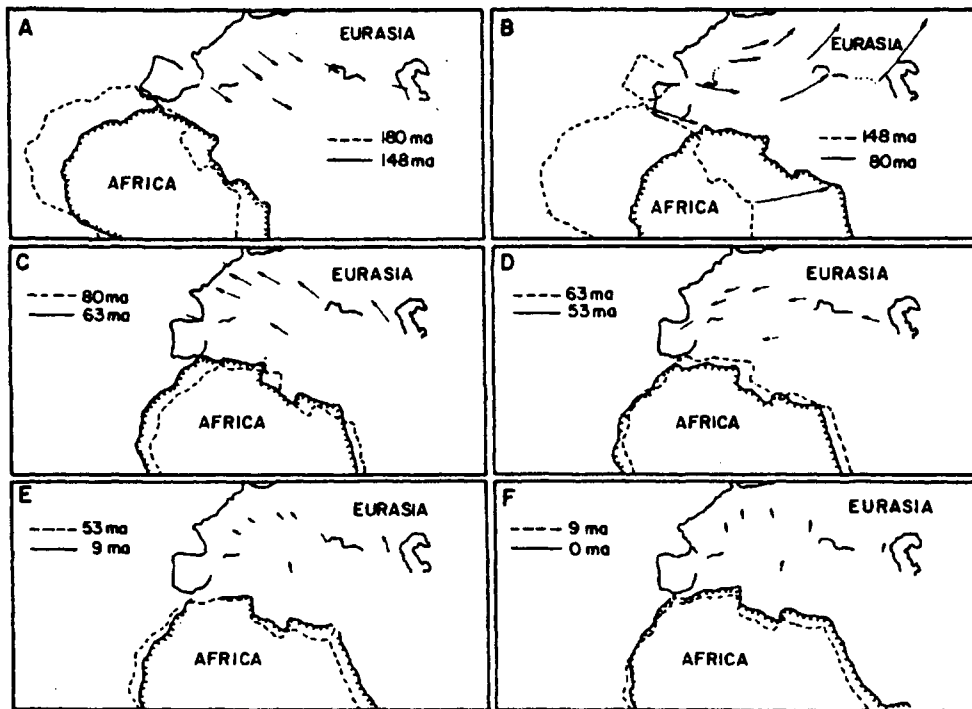 A
EURASIA
180 ma
148 ma
AFRICA
B
EURASIA
148 ma
80 ma
AFRICA
C
EURASIA
80 ma
63 ma
AFRICA
D
EURASIA
63 ma
53 ma
AFRICA
E
EURASIA
53 ma
9 ma
AFRICA
F
EURASIA
9 ma
0 ma
AFRICA